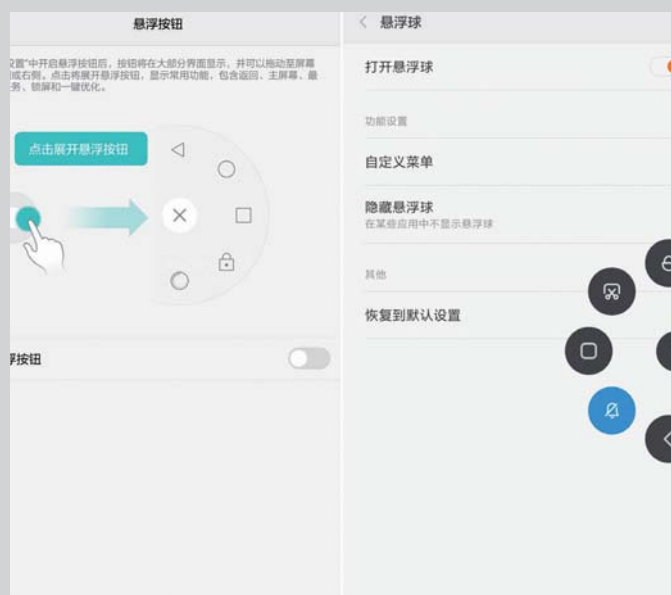 悬浮按钮
设置"中开启悬浮按钮后，按钮将在大部分界面显示，并可以拖动至屏幕
或右侧。点击将展开悬浮按钮，显示常用功能，包含返回、主屏幕、最
务、锁屏和一键优化。
点击展开悬浮按钮
浮按钮
悬浮球
打开悬浮球
功能设置
自定义菜单
隐藏悬浮球
在某些应用中不显示悬浮球
其他
恢复到默认设置